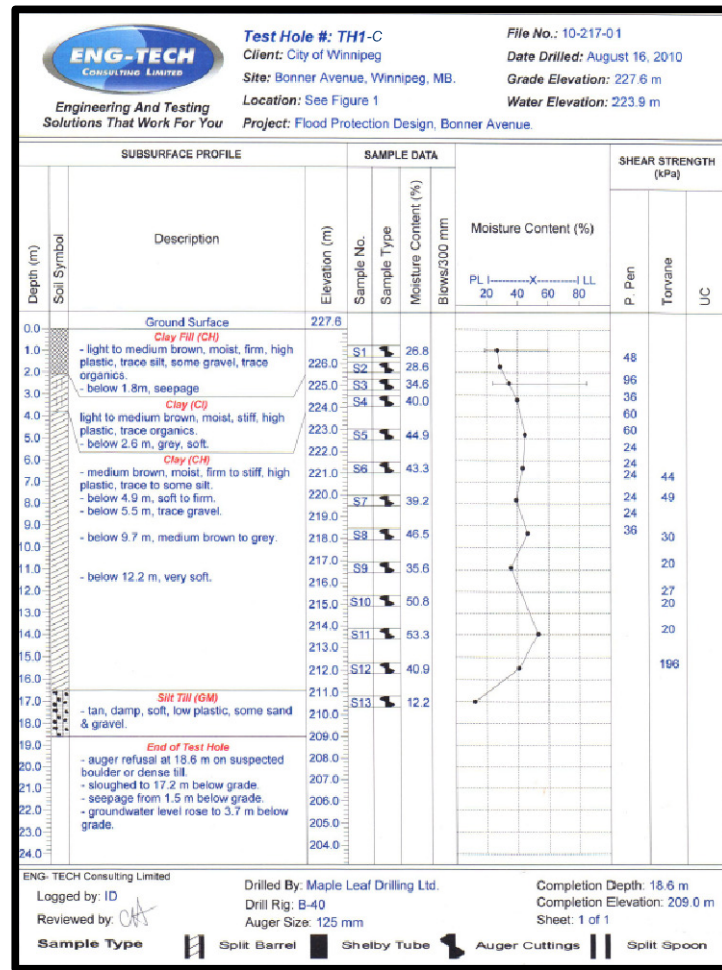 ENG-TECH
CONSULTING LIMITED
Engineering And Testing
Solutions That Work For You
Test Hole #: TH1-C
Client: City of Winnipeg
Site: Bonner Avenue, Winnipeg, MB.
Location: See Figure 1
Project: Flood Protection Design, Bonner Avenue.
File No.: 10-217-01
Date Drilled: August 16, 2010
Grade Elevation: 227.6 m
Water Elevation: 223.9 m
SUBSURFACE PROFILE
SAMPLE DATA
SHEAR STRENGTH
(kPa)
Depth (m)
Soil Symbol
Description
Elevation (m)
Sample No.
Sample Type
Moisture Content (%)
Blows/300 mm
Moisture Content (%)
PL I----------X----------I LL
20 40 60 80
P. Pen
Torvane
UC
0.0
1.0
2.0
3.0
4.0
5.0
6.0
7.0
8.0
9.0
10.0
11.0
12.0
13.0
14.0
15.0
16.0
17.0
18.0
19.0
20.0
21.0
22.0
23.0
24.0
Ground Surface
Clay Fill (CH)
- light to medium brown, moist, firm, high
plastic, trace silt, some gravel, trace
organics.
- below 1.8m, seepage
Clay (CI)
light to medium brown, moist, stiff, high
plastic, trace organics.
- below 2.6 m, grey, soft.
Clay (CH)
- medium brown, moist, firm to stiff, high
plastic, trace to some silt.
- below 4.9 m, soft to firm.
- below 5.5 m, trace gravel.
- below 9.7 m, medium brown to grey.
- below 12.2 m, very soft.
Silt Till (GM)
- tan, damp, soft, low plastic, some sand
& gravel.
End of Test Hole
- auger refusal at 18.6 m on suspected
boulder or dense till.
- sloughed to 17.2 m below grade.
- seepage from 1.5 m below grade.
- groundwater level rose to 3.7 m below
grade.
227.6
226.0
225.0
224.0
223.0
222.0
221.0
220.0
219.0
218.0
217.0
216.0
215.0
214.0
213.0
212.0
211.0
210.0
209.0
208.0
207.0
206.0
205.0
204.0
S1 26.8
S2 28.6
S3 34.6
S4 40.0
S5 44.9
S6 43.3
S7 39.2
S8 46.5
S9 35.6
S10 50.8
S11 53.3
S12 40.9
S13 12.2
48
96
36
60
60
24
24
24
24
24
36
44
49
30
20
27
20
20
196
ENG- TECH Consulting Limited
Logged by: ID
Reviewed by:
Drilled By: Maple Leaf Drilling Ltd.
Drill Rig: B-40
Auger Size: 125 mm
Completion Depth: 18.6 m
Completion Elevation: 209.0 m
Sheet: 1 of 1
Sample Type Split Barrel Shelby Tube Auger Cuttings Split Spoon